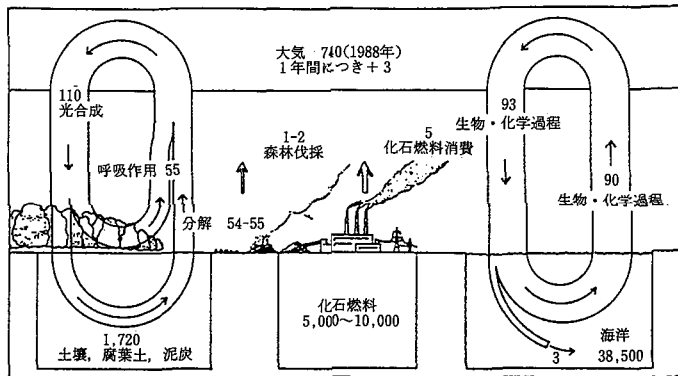 大気・740(1988年)
1年間につき+3
110
光合成
呼吸作用 55
分解
54-55
1-2
森林伐採
5
化石燃料消費
93
生物・化学過程
90
生物・化学過程
1,720
土壌, 腐葉土, 泥炭
化石燃料
5,000〜10,000
海洋
38,500
3